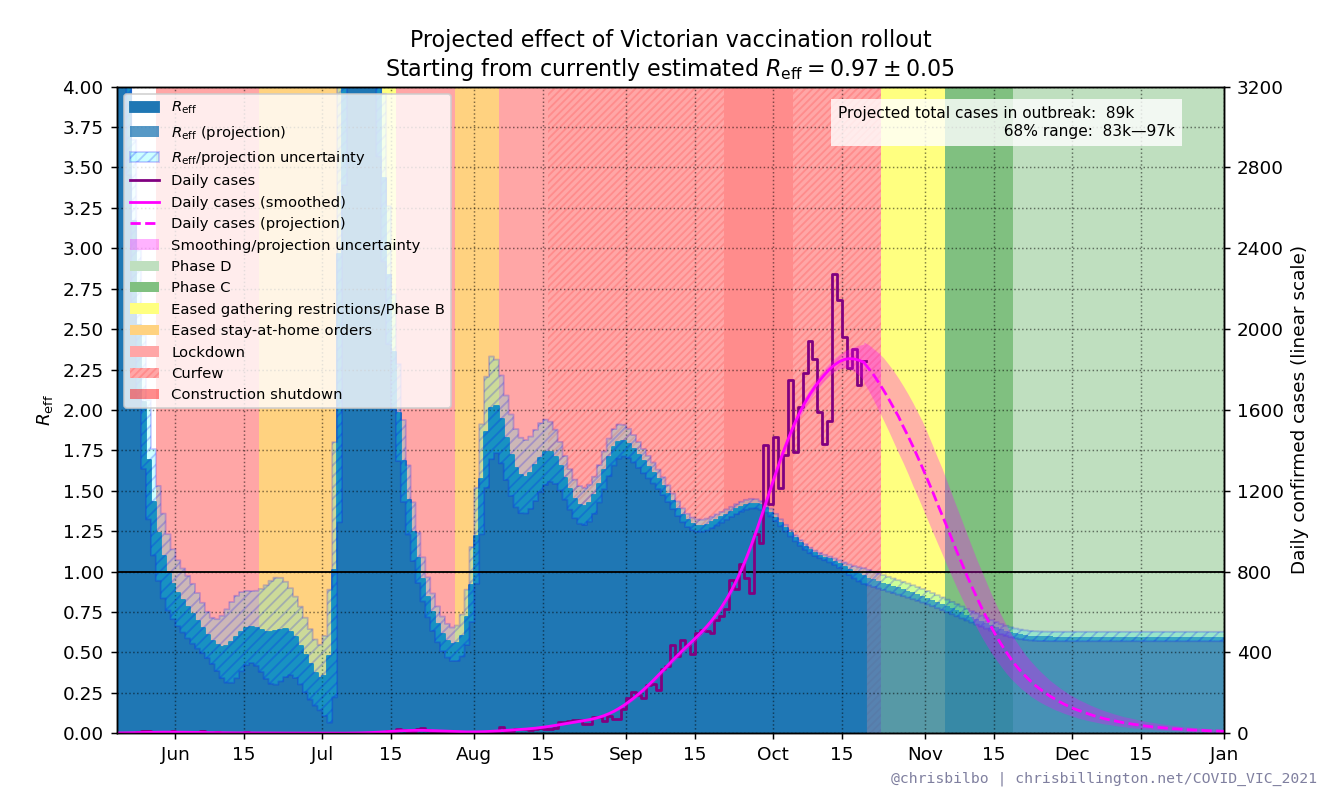 Projected effect of Victorian vaccination rollout
Starting from currently estimated Reff = 0.97 ± 0.05
Projected total cases in outbreak: 89k
68% range: 83k—97k
Reff
Reff (projection)
Reff/projection uncertainty
Daily cases
Daily cases (smoothed)
Daily cases (projection)
Smoothing/projection uncertainty
Phase D
Phase C
Eased gathering restrictions/Phase B
Eased stay-at-home orders
Lockdown
Curfew
Construction shutdown
4.00
3.75
3.50
3.25
3.00
2.75
2.50
2.25
2.00
1.75
1.50
1.25
1.00
0.75
0.50
0.25
0.00
Reff
3200
2800
2400
2000
1600
1200
800
400
0
Daily confirmed cases (linear scale)
Jun 15 Jul 15 Aug 15 Sep 15 Oct 15 Nov 15 Dec 15 Jan
@chrisbilbo | chrisbillington.net/COVID_VIC_2021